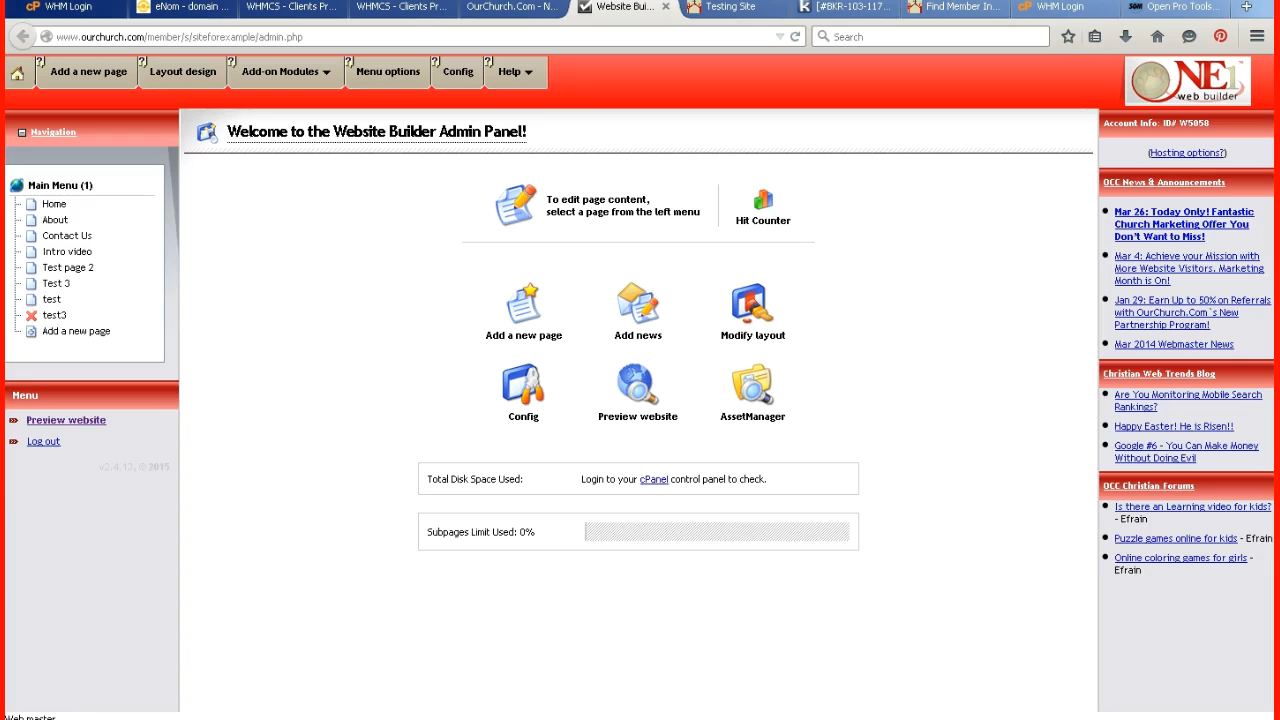 WHM Login
eNom - domain ...
WHMCS - Clients Pr...
WHMCS - Clients Pr...
OurChurch.Com - N...
Website Bui...
Testing Site
[#BKR-103-117...
Find Member In...
WHM Login
Open Pro Tools...
www.ourchurch.com/member/s/siteforexample/admin.php
Search
Add a new page
Layout design
Add-on Modules
Menu options
Config
Help
NE1
web builder
Navigation
Welcome to the Website Builder Admin Panel!
Account Info: ID# W5058
(Hosting options?)
Main Menu (1)
Home
About
Contact Us
Intro video
Test page 2
Test 3
test
test3
Add a new page
To edit page content,
select a page from the left menu
Hit Counter
Add a new page
Add news
Modify layout
Config
Preview website
AssetManager
Total Disk Space Used:
Login to your cPanel control panel to check.
Subpages Limit Used: 0%
Menu
Preview website
Log out
v2.4.13, © 2015
OCC News & Announcements
Mar 26: Today Only! Fantastic
Church Marketing Offer You
Don't Want to Miss!
Mar 4: Achieve your Mission with
More Website Visitors, Marketing
Month is On!
Jan 29: Earn Up to 50% on Referrals
with OurChurch.Com`s New
Partnership Program!
Mar 2014 Webmaster News
Christian Web Trends Blog
Are You Monitoring Mobile Search
Rankings?
Happy Easter! He is Risen!!
Google #6 - You Can Make Money
Without Doing Evil
OCC Christian Forums
Is there an Learning video for kids?
- Efrain
Puzzle games online for kids - Efrain
Online coloring games for girls -
Efrain
Web master